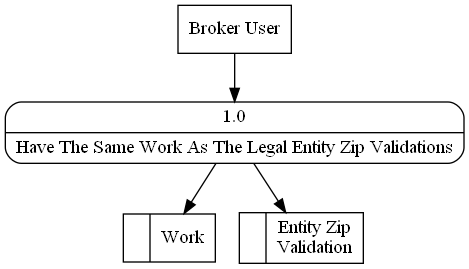 Broker User
1.0
Have The Same Work As The Legal Entity Zip Validations
Work
Entity Zip
Validation